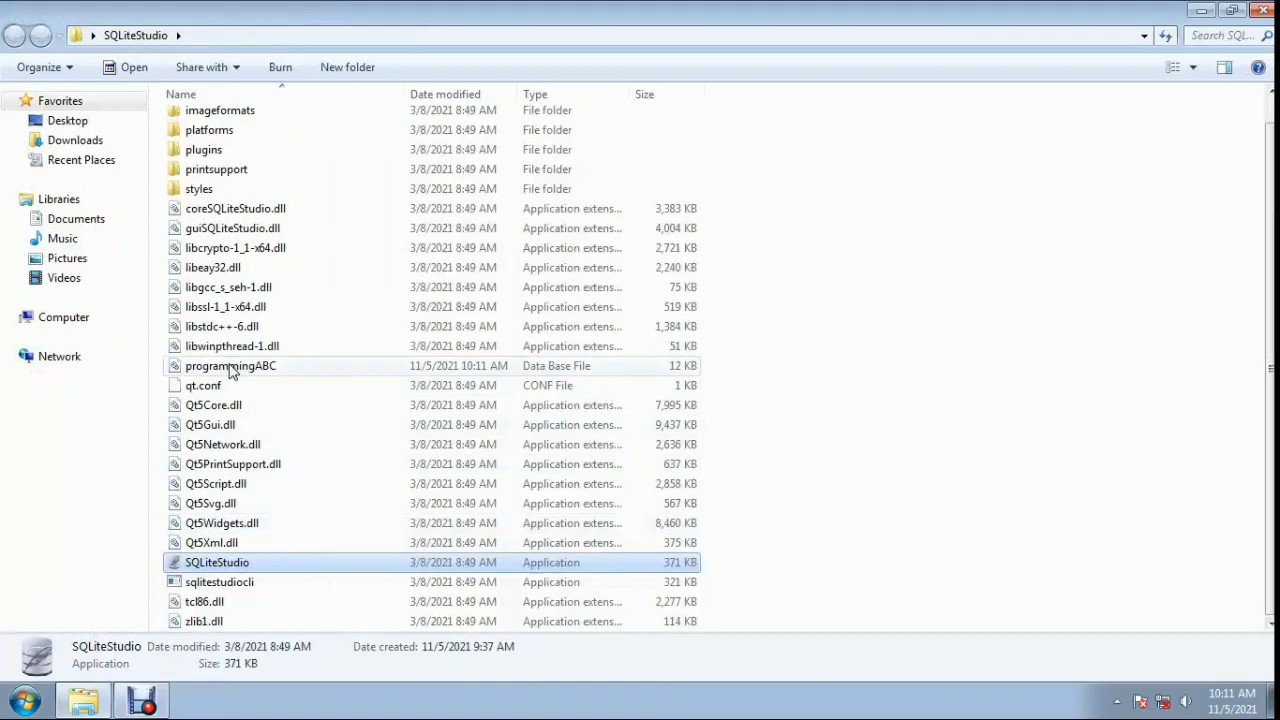 SQLiteStudio
Search SQL...
Organize Open Share with Burn New folder
Name Date modified Type Size
Favorites
Desktop
Downloads
Recent Places
Libraries
Documents
Music
Pictures
Videos
Computer
Network
imageformats 3/8/2021 8:49 AM File folder
platforms 3/8/2021 8:49 AM File folder
plugins 3/8/2021 8:49 AM File folder
printsupport 3/8/2021 8:49 AM File folder
styles 3/8/2021 8:49 AM File folder
coreSQLiteStudio.dll 3/8/2021 8:49 AM Application extens... 3,383 KB
guiSQLiteStudio.dll 3/8/2021 8:49 AM Application extens... 4,004 KB
libcrypto-1_1-x64.dll 3/8/2021 8:49 AM Application extens... 2,721 KB
libeay32.dll 3/8/2021 8:49 AM Application extens... 2,240 KB
libgcc_s_seh-1.dll 3/8/2021 8:49 AM Application extens... 75 KB
libssl-1_1-x64.dll 3/8/2021 8:49 AM Application extens... 519 KB
libstdc++-6.dll 3/8/2021 8:49 AM Application extens... 1,384 KB
libwinpthread-1.dll 3/8/2021 8:49 AM Application extens... 51 KB
programmingABC 11/5/2021 10:11 AM Data Base File 12 KB
qt.conf 3/8/2021 8:49 AM CONF File 1 KB
Qt5Core.dll 3/8/2021 8:49 AM Application extens... 7,995 KB
Qt5Gui.dll 3/8/2021 8:49 AM Application extens... 9,437 KB
Qt5Network.dll 3/8/2021 8:49 AM Application extens... 2,636 KB
Qt5PrintSupport.dll 3/8/2021 8:49 AM Application extens... 637 KB
Qt5Script.dll 3/8/2021 8:49 AM Application extens... 2,858 KB
Qt5Svg.dll 3/8/2021 8:49 AM Application extens... 567 KB
Qt5Widgets.dll 3/8/2021 8:49 AM Application extens... 8,460 KB
Qt5Xml.dll 3/8/2021 8:49 AM Application extens... 375 KB
SQLiteStudio 3/8/2021 8:49 AM Application 371 KB
sqlitestudiocli 3/8/2021 8:49 AM Application 321 KB
tcl86.dll 3/8/2021 8:49 AM Application extens... 2,277 KB
zlib1.dll 3/8/2021 8:49 AM Application extens... 114 KB
SQLiteStudio Date modified: 3/8/2021 8:49 AM Date created: 11/5/2021 9:37 AM
Application Size: 371 KB
10:11 AM
11/5/2021